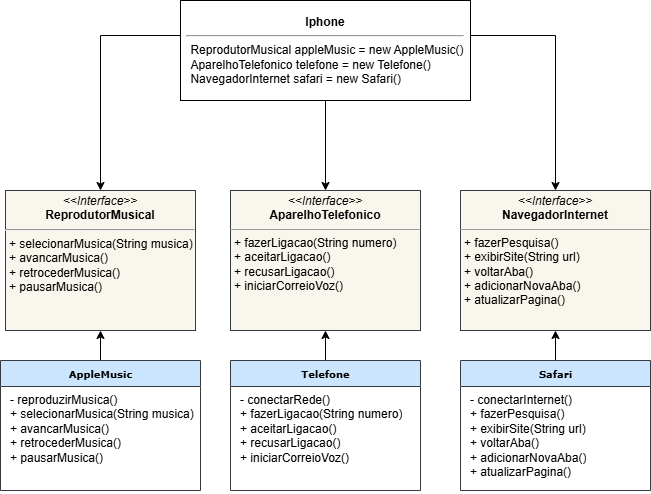 Iphone
ReprodutorMusical appleMusic = new AppleMusic()
AparelhoTelefonico telefone = new Telefone()
NavegadorInternet safari = new Safari()
<<Interface>>
ReprodutorMusical
+ selecionarMusica(String musica)
+ avancarMusica()
+ retrocederMusica()
+ pausarMusica()
<<Interface>>
AparelhoTelefonico
+ fazerLigacao(String numero)
+ aceitarLigacao()
+ recusarLigacao()
+ iniciarCorreioVoz()
<<Interface>>
NavegadorInternet
+ fazerPesquisa()
+ exibirSite(String url)
+ voltarAba()
+ adicionarNovaAba()
+ atualizarPagina()
AppleMusic
- reproduzirMusica()
+ selecionarMusica(String musica)
+ avancarMusica()
+ retrocederMusica()
+ pausarMusica()
Telefone
- conectarRede()
+ fazerLigacao(String numero)
+ aceitarLigacao()
+ recusarLigacao()
+ iniciarCorreioVoz()
Safari
- conectarInternet()
+ fazerPesquisa()
+ exibirSite(String url)
+ voltarAba()
+ adicionarNovaAba()
+ atualizarPagina()